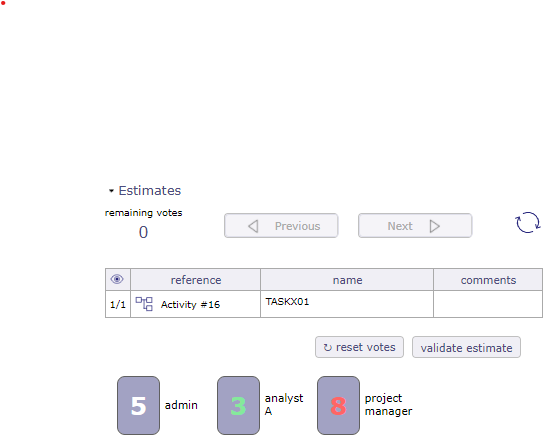 Estimates
remaining votes
0
Previous
Next
reference name comments
1/1 Activity #16 TASKX01
reset votes validate estimate
5 admin 3 analyst A 8 project manager